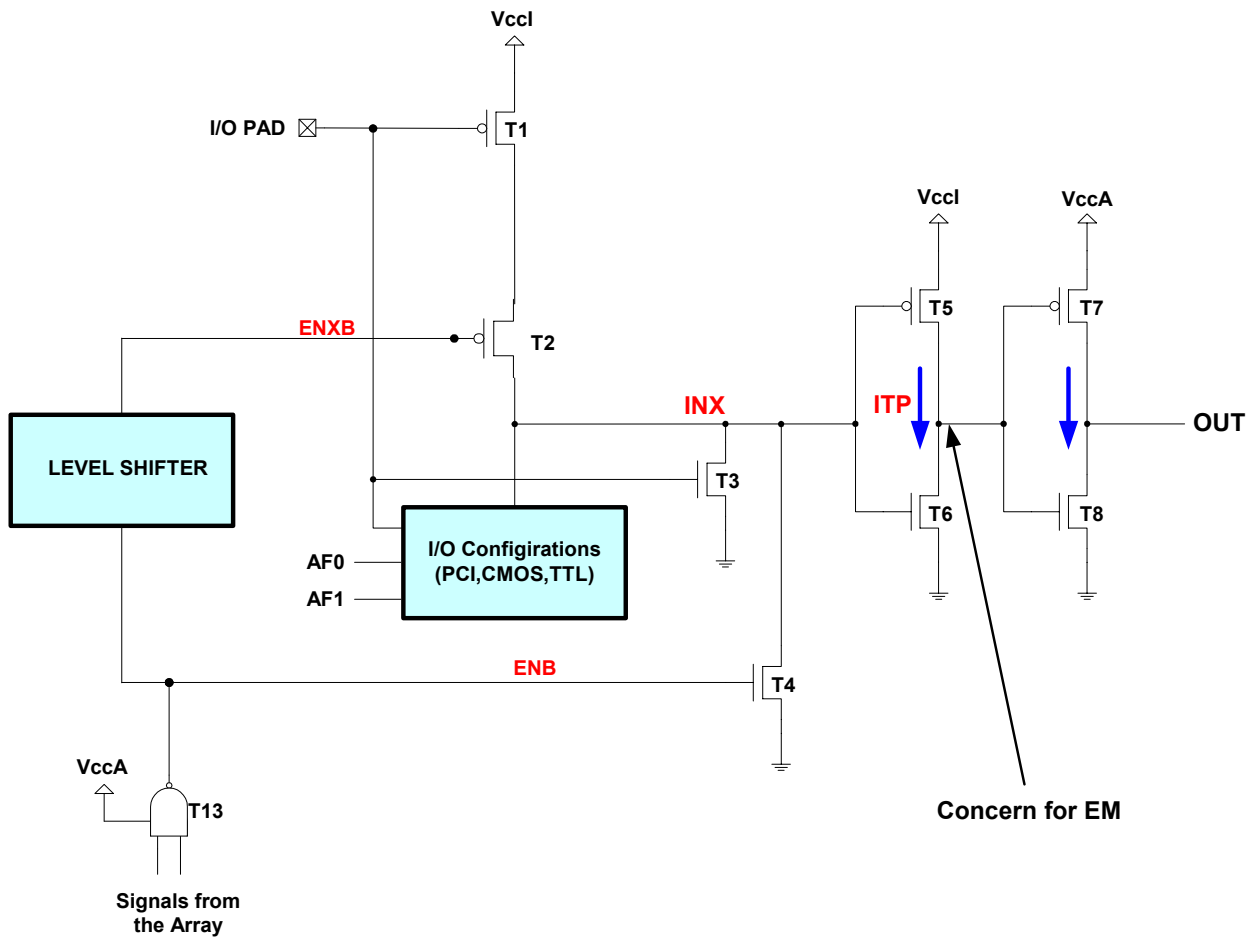 VccI
I/O PAD
T1
VccI
VccA
T5
T7
ENXB
T2
INX
ITP
OUT
LEVEL SHIFTER
T3
T6
T8
I/O Configirations
(PCI,CMOS,TTL)
AF0
AF1
ENB
T4
VccA
T13
Concern for EM
Signals from
the Array